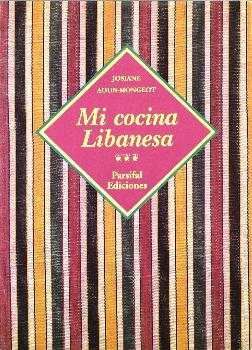 JOSIANE
AOUN-MONGEOT
Mi cocina
Libanesa
Parsifal
Ediciones